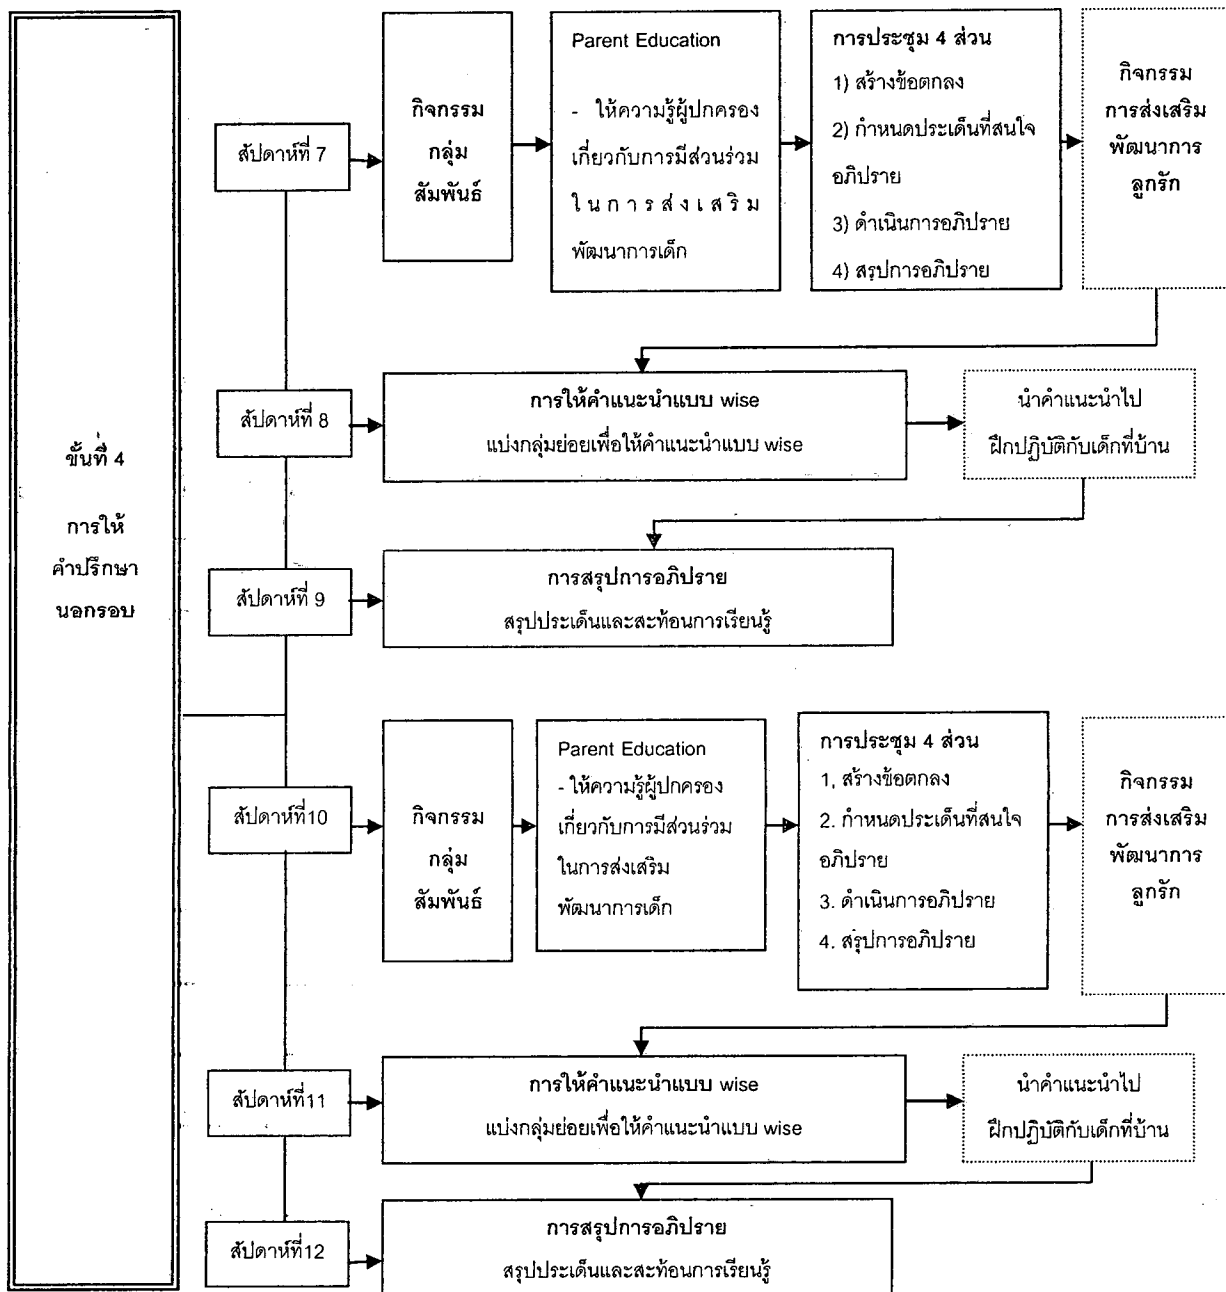 ขั้นที่ 4
การให้
คำปรึกษา
นอกรอบ
สัปดาห์ที่ 7
กิจกรรม
กลุ่ม
สัมพันธ์
Parent Education
- ให้ความรู้ผู้ปกครอง
เกี่ยวกับการมีส่วนร่วม
ในการส่งเสริม
พัฒนาการเด็ก
การประชุม 4 ส่วน
1) สร้างข้อตกลง
2) กำหนดประเด็นที่สนใจ
อภิปราย
3) ดำเนินการอภิปราย
4) สรุปการอภิปราย
กิจกรรม
การส่งเสริม
พัฒนาการ
ลูกรัก
สัปดาห์ที่ 8
การให้คำแนะนำแบบ wise
แบ่งกลุ่มย่อยเพื่อให้คำแนะนำแบบ wise
นำคำแนะนำไป
ฝึกปฏิบัติกับเด็กที่บ้าน
สัปดาห์ที่ 9
การสรุปการอภิปราย
สรุปประเด็นและสะท้อนการเรียนรู้
สัปดาห์ที่10
กิจกรรม
กลุ่ม
สัมพันธ์
Parent Education
- ให้ความรู้ผู้ปกครอง
เกี่ยวกับการมีส่วนร่วม
ในการส่งเสริม
พัฒนาการเด็ก
การประชุม 4 ส่วน
1, สร้างข้อตกลง
2. กำหนดประเด็นที่สนใจ
อภิปราย
3. ดำเนินการอภิปราย
4. สรุปการอภิปราย
กิจกรรม
การส่งเสริม
พัฒนาการ
ลูกรัก
สัปดาห์ที่11
การให้คำแนะนำแบบ wise
แบ่งกลุ่มย่อยเพื่อให้คำแนะนำแบบ wise
นำคำแนะนำไป
ฝึกปฏิบัติกับเด็กที่บ้าน
สัปดาห์ที่12
การสรุปการอภิปราย
สรุปประเด็นและสะท้อนการเรียนรู้